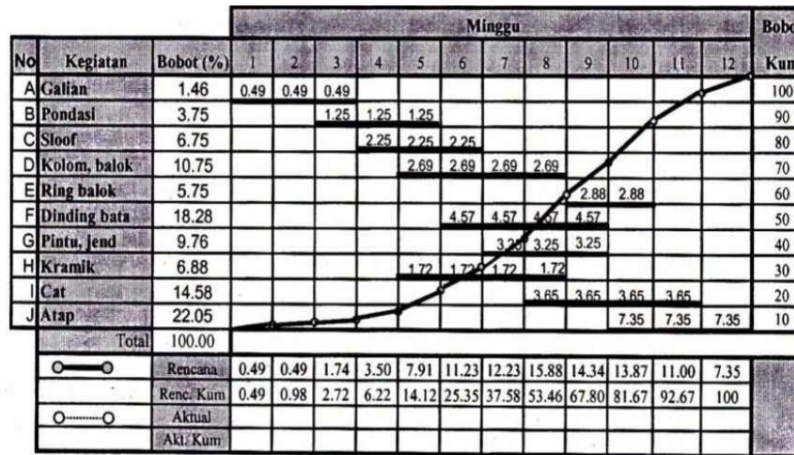 Minggu Bobo
No Kegiatan Bobot (%) 1 2 3 4 5 6 7 8 9 10 11 12 Kum
A Galian 1.46 0.49 0.49 0.49 100
B Pondasi 3.75 1.25 1.25 1.25 90
C Sloof 6.75 2.25 2.25 2.25 80
D Kolom, balok 10.75 2.69 2.69 2.69 2.69 70
E Ring balok 5.75 2.88 2.88 60
F Dinding bata 18.28 4.57 4.57 4.57 4.57 50
G Pintu, jend 9.76 3.25 3.25 3.25 40
H Kramik 6.88 1.72 1.72 1.72 1.72 30
I Cat 14.58 3.65 3.65 3.65 3.65 20
J Atap 22.05 7.35 7.35 7.35 10
Total 100.00
Rencana 0.49 0.49 1.74 3.50 7.91 11.23 12.23 15.88 14.34 13.87 11.00 7.35
Renc. Kum 0.49 0.98 2.72 6.22 14.12 25.35 37.58 53.46 67.80 81.67 92.67 100
Aktual
Akt. Kum